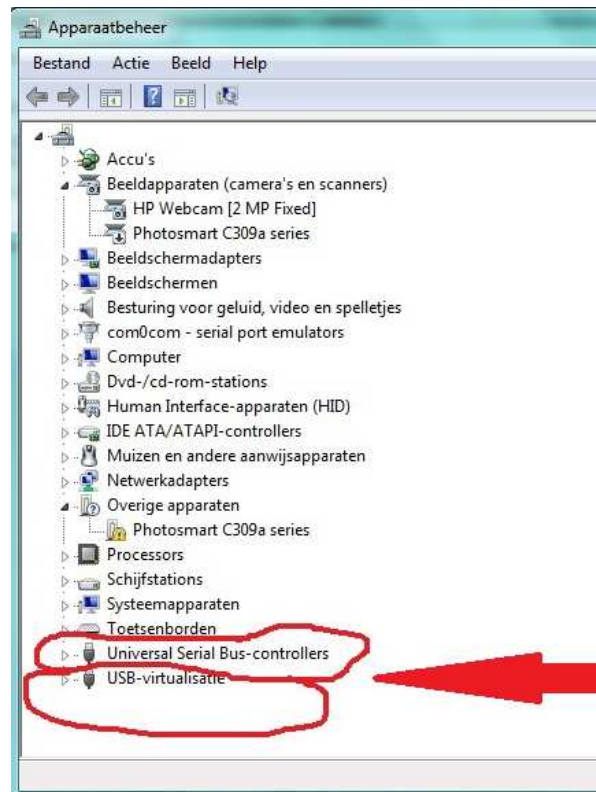 Apparaatbeheer
Bestand Actie Beeld Help
Accu's
Beeldapparaten (camera's en scanners)
HP Webcam [2 MP Fixed]
Photosmart C309a series
Beeldschermadapters
Beeldschermen
Besturing voor geluid, video en spelletjes
com0com - serial port emulators
Computer
Dvd-/cd-rom-stations
Human Interface-apparaten (HID)
IDE ATA/ATAPI-controllers
Muizen en andere aanwijsapparaten
Netwerkadapters
Overige apparaten
Photosmart C309a series
Processors
Schijfstations
Systeemapparaten
Toetsenborden
Universal Serial Bus-controllers
USB-virtualisatie